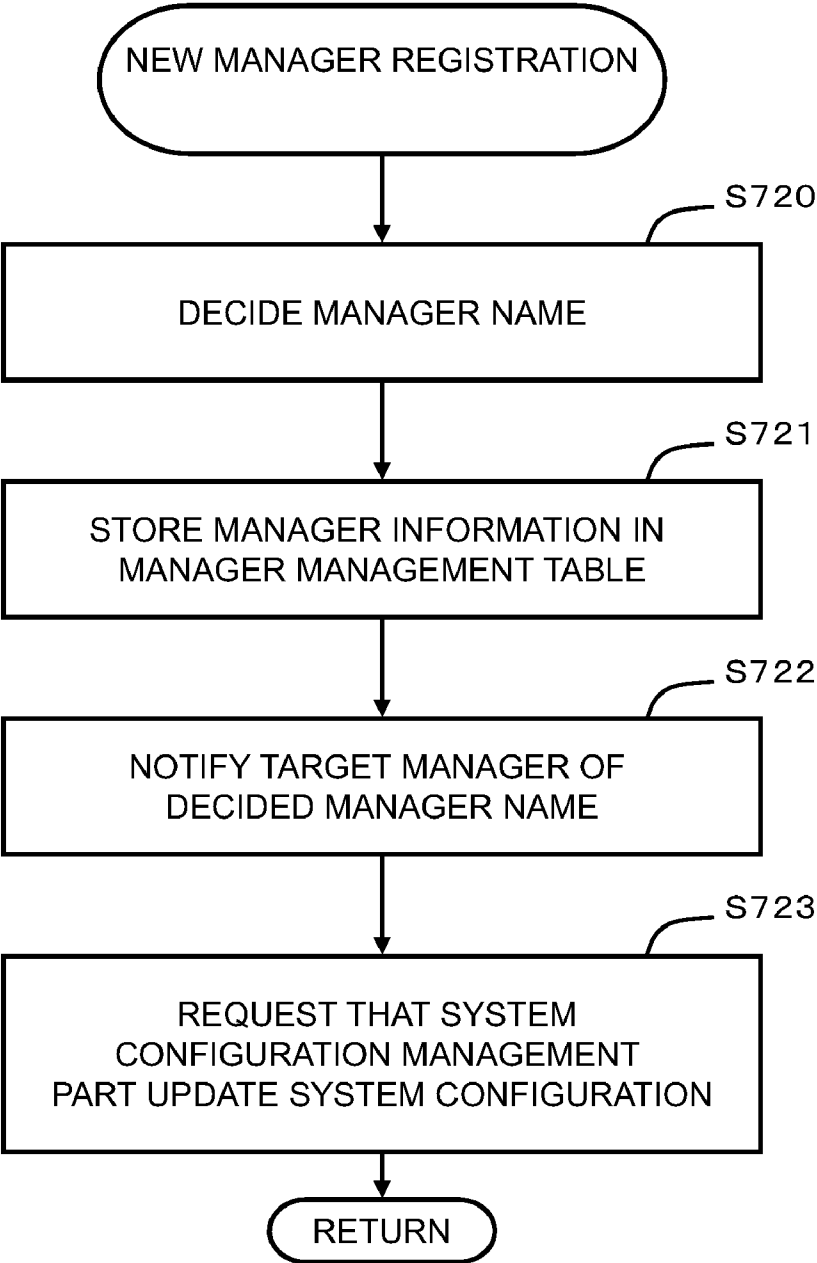 NEW MANAGER REGISTRATION
S720
DECIDE MANAGER NAME
S721
STORE MANAGER INFORMATION IN
MANAGER MANAGEMENT TABLE
S722
NOTIFY TARGET MANAGER OF
DECIDED MANAGER NAME
S723
REQUEST THAT SYSTEM
CONFIGURATION MANAGEMENT
PART UPDATE SYSTEM CONFIGURATION
RETURN